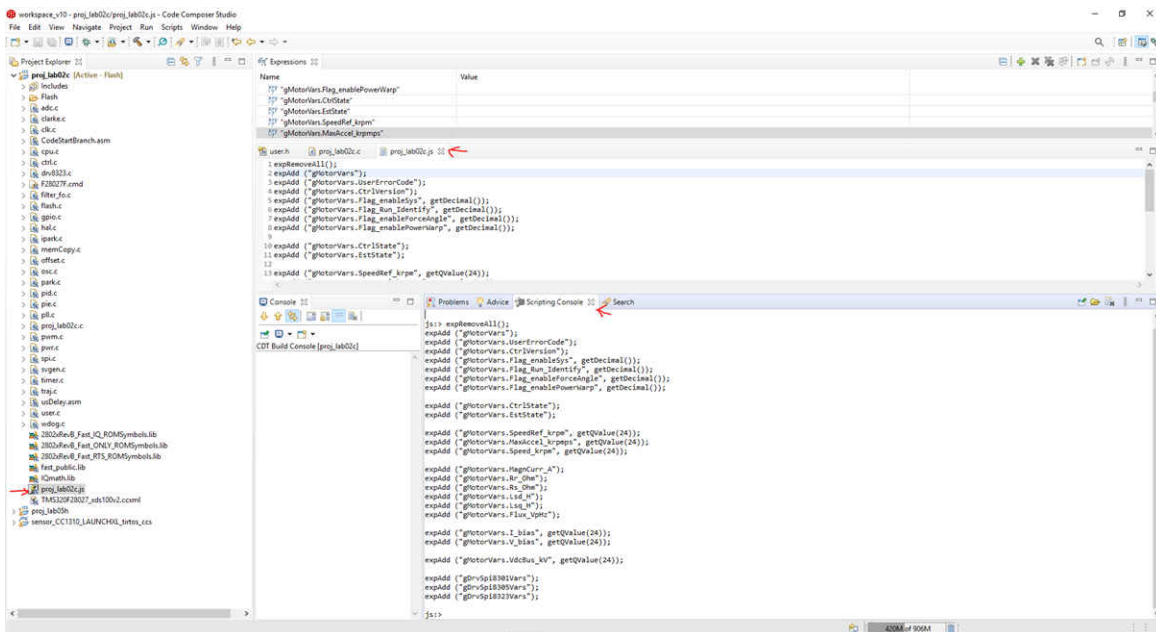 workspace_v10 - proj_lab02c/proj_lab02c.js - Code Composer Studio
File Edit View Navigate Project Run Scripts Window Help
Project Explorer
proj_lab02c [Active - Flash]
Includes
Flash
adc.c
clarke.c
clk.c
CodeStartBranch.asm
cpu.c
ctrl.c
drv8323.c
F28027F.cmd
filter_fo.c
flash.c
gpio.c
hal.c
ipark.c
memCopy.c
offset.c
osc.c
park.c
pid.c
pie.c
pll.c
proj_lab02c.c
pwm.c
pwr.c
spi.c
svgen.c
timer.c
traj.c
usDelay.asm
user.c
wdog.c
2802xRevB_Fast_IQ_ROMSymbols.lib
2802xRevB_Fast_ONLY_ROMSymbols.lib
2802xRevB_Fast_RTS_ROMSymbols.lib
fast_public.lib
IQmath.lib
proj_lab02c.js
TMS320F28027_xds100v2.ccxml
proj_lab05h
sensor_CC1310_LAUNCHXL_tirtos_ccs
Expressions
Name Value
"gMotorVars.Flag_enablePowerWarp"
"gMotorVars.CtrlState"
"gMotorVars.EstState"
"gMotorVars.SpeedRef_krpm"
"gMotorVars.MaxAccel_krpmps"
user.h proj_lab02c.c proj_lab02c.js
1 expRemoveAll();
2 expAdd ("gMotorVars");
3 expAdd ("gMotorVars.UserErrorCode");
4 expAdd ("gMotorVars.CtrlVersion");
5 expAdd ("gMotorVars.Flag_enableSys", getDecimal());
6 expAdd ("gMotorVars.Flag_Run_Identify", getDecimal());
7 expAdd ("gMotorVars.Flag_enableForceAngle", getDecimal());
8 expAdd ("gMotorVars.Flag_enablePowerWarp", getDecimal());
9
10 expAdd ("gMotorVars.CtrlState");
11 expAdd ("gMotorVars.EstState");
12
13 expAdd ("gMotorVars.SpeedRef_krpm", getQValue(24));
Console
CDT Build Console [proj_lab02c]
Problems Advice Scripting Console Search
js:> expRemoveAll();
expAdd ("gMotorVars");
expAdd ("gMotorVars.UserErrorCode");
expAdd ("gMotorVars.CtrlVersion");
expAdd ("gMotorVars.Flag_enableSys", getDecimal());
expAdd ("gMotorVars.Flag_Run_Identify", getDecimal());
expAdd ("gMotorVars.Flag_enableForceAngle", getDecimal());
expAdd ("gMotorVars.Flag_enablePowerWarp", getDecimal());
expAdd ("gMotorVars.CtrlState");
expAdd ("gMotorVars.EstState");
expAdd ("gMotorVars.SpeedRef_krpm", getQValue(24));
expAdd ("gMotorVars.MaxAccel_krpmps", getQValue(24));
expAdd ("gMotorVars.Speed_krpm", getQValue(24));
expAdd ("gMotorVars.MagnCurr_A");
expAdd ("gMotorVars.Rr_Ohm");
expAdd ("gMotorVars.Rs_Ohm");
expAdd ("gMotorVars.Lsd_H");
expAdd ("gMotorVars.Lsq_H");
expAdd ("gMotorVars.Flux_VpHz");
expAdd ("gMotorVars.I_bias", getQValue(24));
expAdd ("gMotorVars.V_bias", getQValue(24));
expAdd ("gMotorVars.VdcBus_kV", getQValue(24));
expAdd ("gDrvSpi8301Vars");
expAdd ("gDrvSpi8305Vars");
expAdd ("gDrvSpi8323Vars");
js:>
420M of 906M